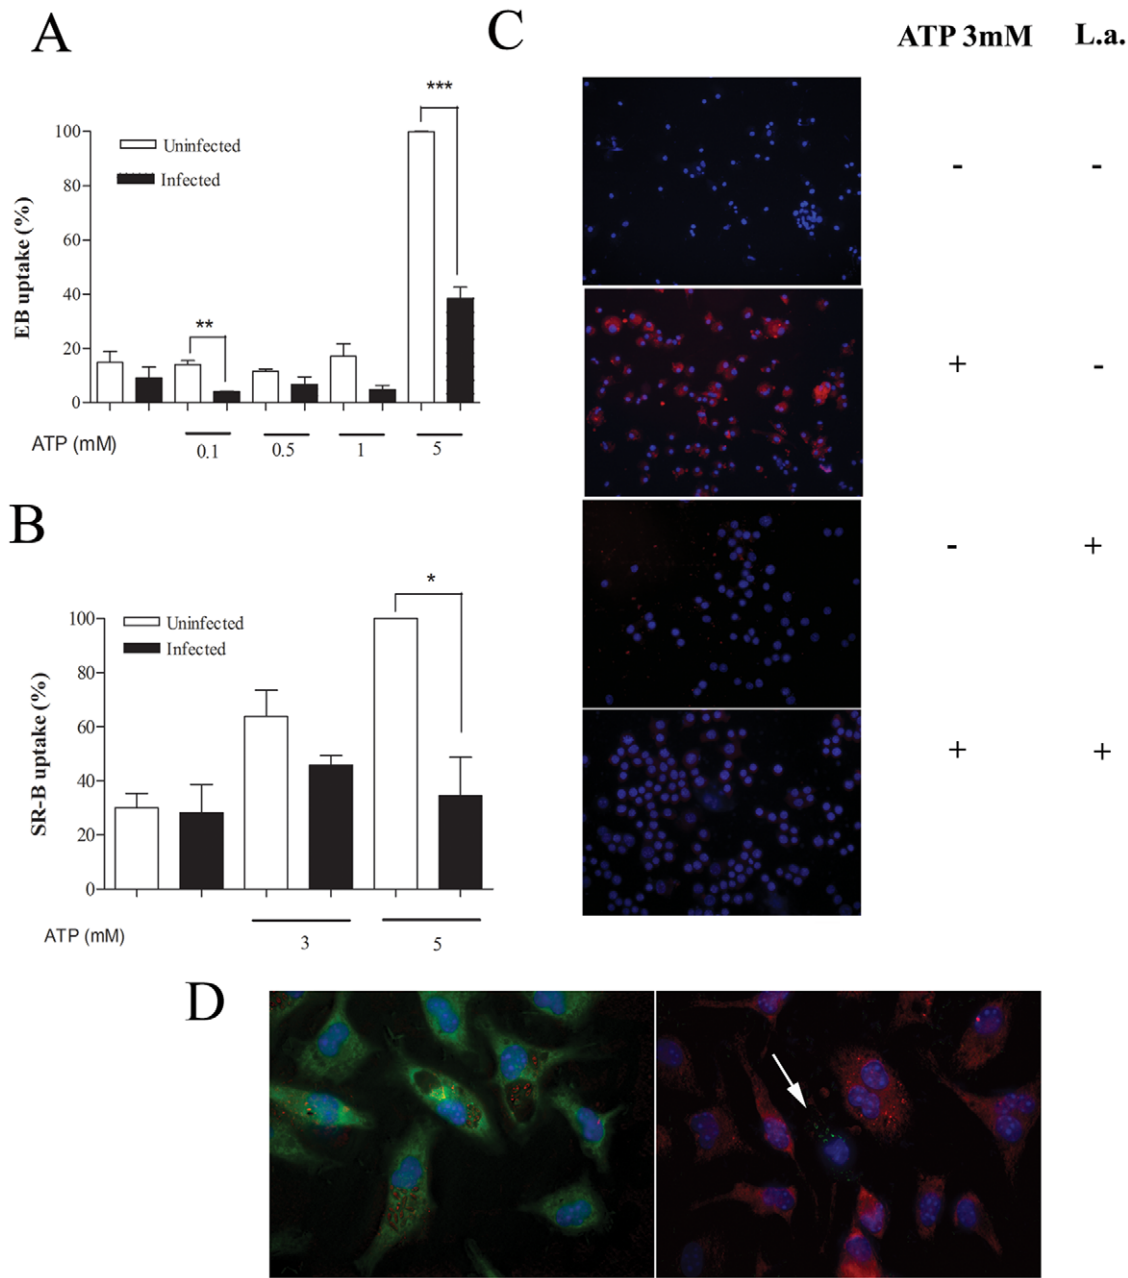 A
***
100
80
60
40
20
0
EB uptake (%)
Uninfected
Infected
**
ATP (mM)
0.1
0.5
1
5
B
*
100
80
60
40
20
0
SR-B uptake (%)
Uninfected
Infected
ATP (mM)
3
5
C
ATP 3mM L.a.
- -
+ -
- +
+ +
D